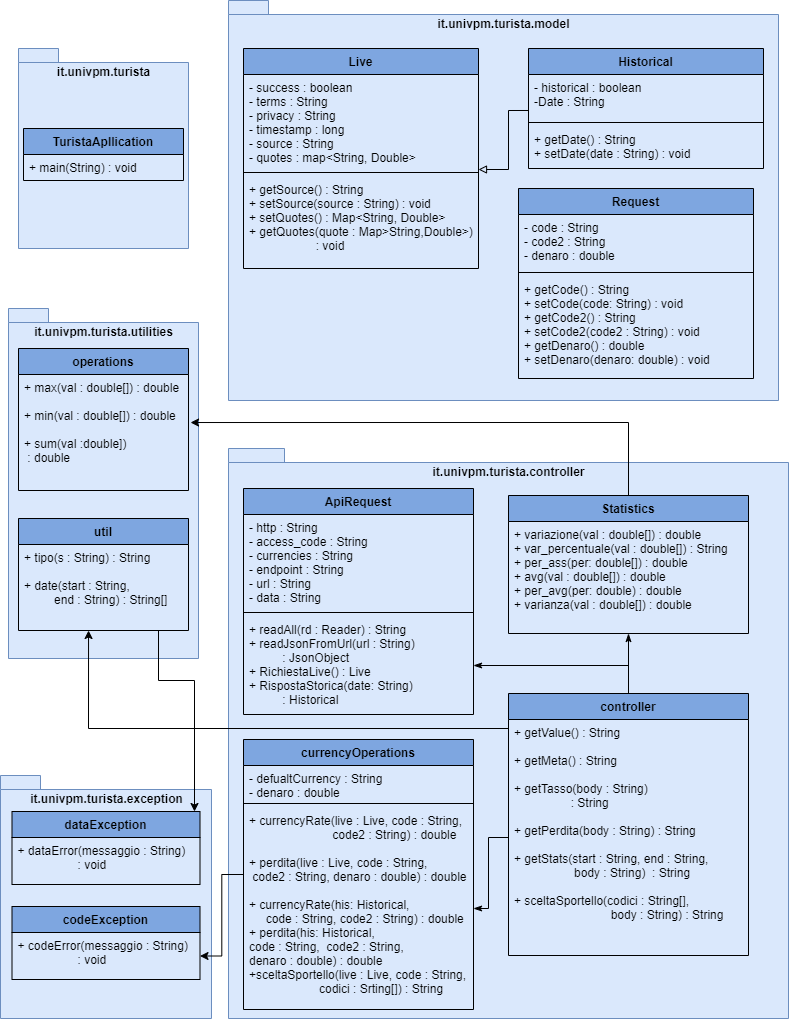 it.univpm.turista
TuristaApllication
+ main(String) : void
it.univpm.turista.model
Live
- success : boolean
- terms : String
- privacy : String
- timestamp : long
- source : String
- quotes : map<String, Double>
+ getSource() : String
+ setSource(source : String) : void
+ setQuotes() : Map<String, Double>
+ getQuotes(quote : Map>String,Double>)
: void
Historical
- historical : boolean
-Date : String
+ getDate() : String
+ setDate(date : String) : void
Request
- code : String
- code2 : String
- denaro : double
+ getCode() : String
+ setCode(code: String) : void
+ getCode2() : String
+ setCode2(code2 : String) : void
+ getDenaro() : double
+ setDenaro(denaro: double) : void
it.univpm.turista.utilities
operations
+ max(val : double[]) : double
+ min(val : double[]) : double
+ sum(val :double])
: double
util
+ tipo(s : String) : String
+ date(start : String,
end : String) : String[]
it.univpm.turista.controller
ApiRequest
- http : String
- access_code : String
- currencies : String
- endpoint : String
- url : String
- data : String
+ readAll(rd : Reader) : String
+ readJsonFromUrl(url : String)
: JsonObject
+ RichiestaLive() : Live
+ RispostaStorica(date: String)
: Historical
Statistics
+ variazione(val : double[]) : double
+ var_percentuale(val : double[]) : String
+ per_ass(per: double[]) : double
+ avg(val : double[]) : double
+ per_avg(per: double) : double
+ varianza(val : double[]) : double
controller
+ getValue() : String
+ getMeta() : String
+ getTasso(body : String)
: String
+ getPerdita(body : String) : String
+ getStats(start : String, end : String,
body : String) : String
+ sceltaSportello(codici : String[],
body : String) : String
currencyOperations
- defualtCurrency : String
- denaro : double
+ currencyRate(live : Live, code : String,
code2 : String) : double
+ perdita(live : Live, code : String,
code2 : String, denaro : double) : double
+ currencyRate(his: Historical,
code : String, code2 : String) : double
+ perdita(his: Historical,
code : String, code2 : String,
denaro : double) : double
+sceltaSportello(live : Live, code : String,
codici : Srting[]) : String
it.univpm.turista.exception
dataException
+ dataError(messaggio : String)
: void
codeException
+ codeError(messaggio : String)
: void